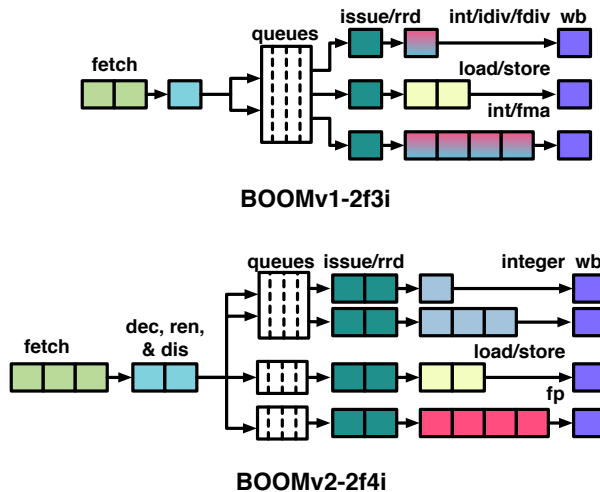 issue/rrd int/idiv/fdiv wb
queues
fetch
load/store
int/fma
BOOMv1-2f3i
queues issue/rrd integer wb
dec, ren,
& dis
fetch
load/store
fp
BOOMv2-2f4i